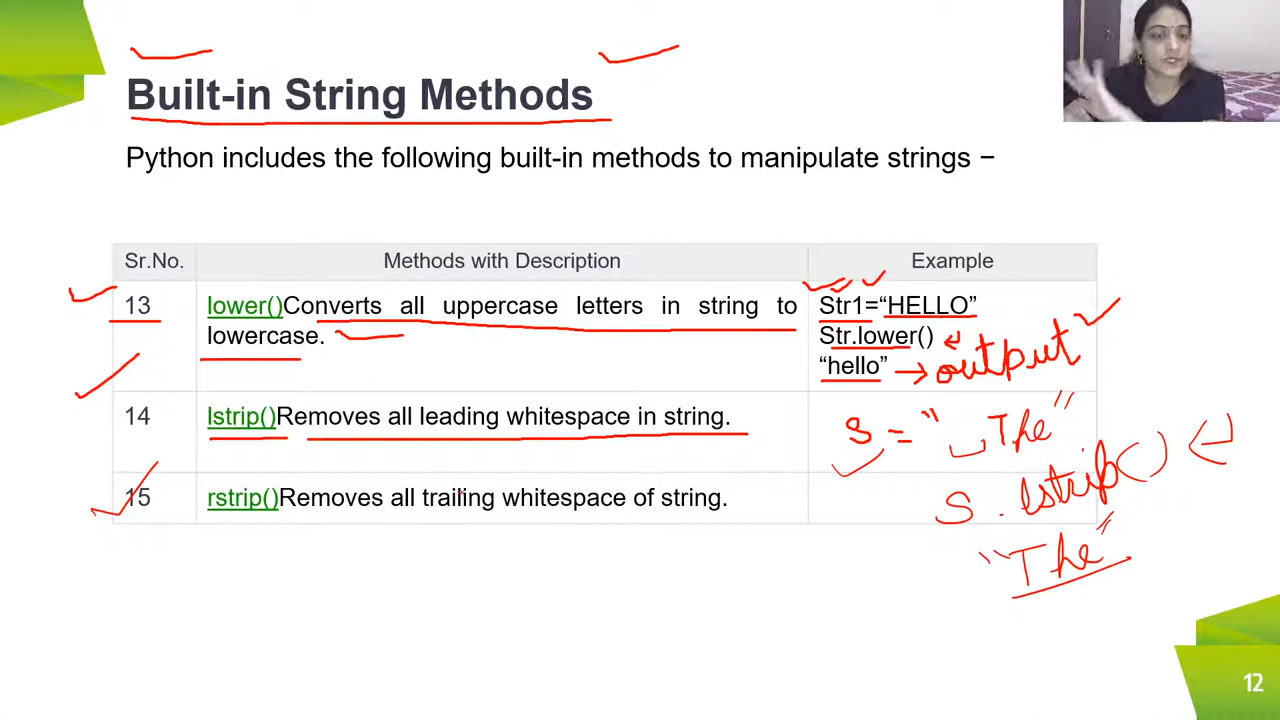 Built-in String Methods
Python includes the following built-in methods to manipulate strings –
Sr.No. Methods with Description Example
13 lower()Converts all uppercase letters in string to Str1=“HELLO”
lowercase. Str.lower()
“hello” → output
14 lstrip()Removes all leading whitespace in string. S = " The"
S . lstrip()
15 rstrip()Removes all trailing whitespace of string.
"The"
12